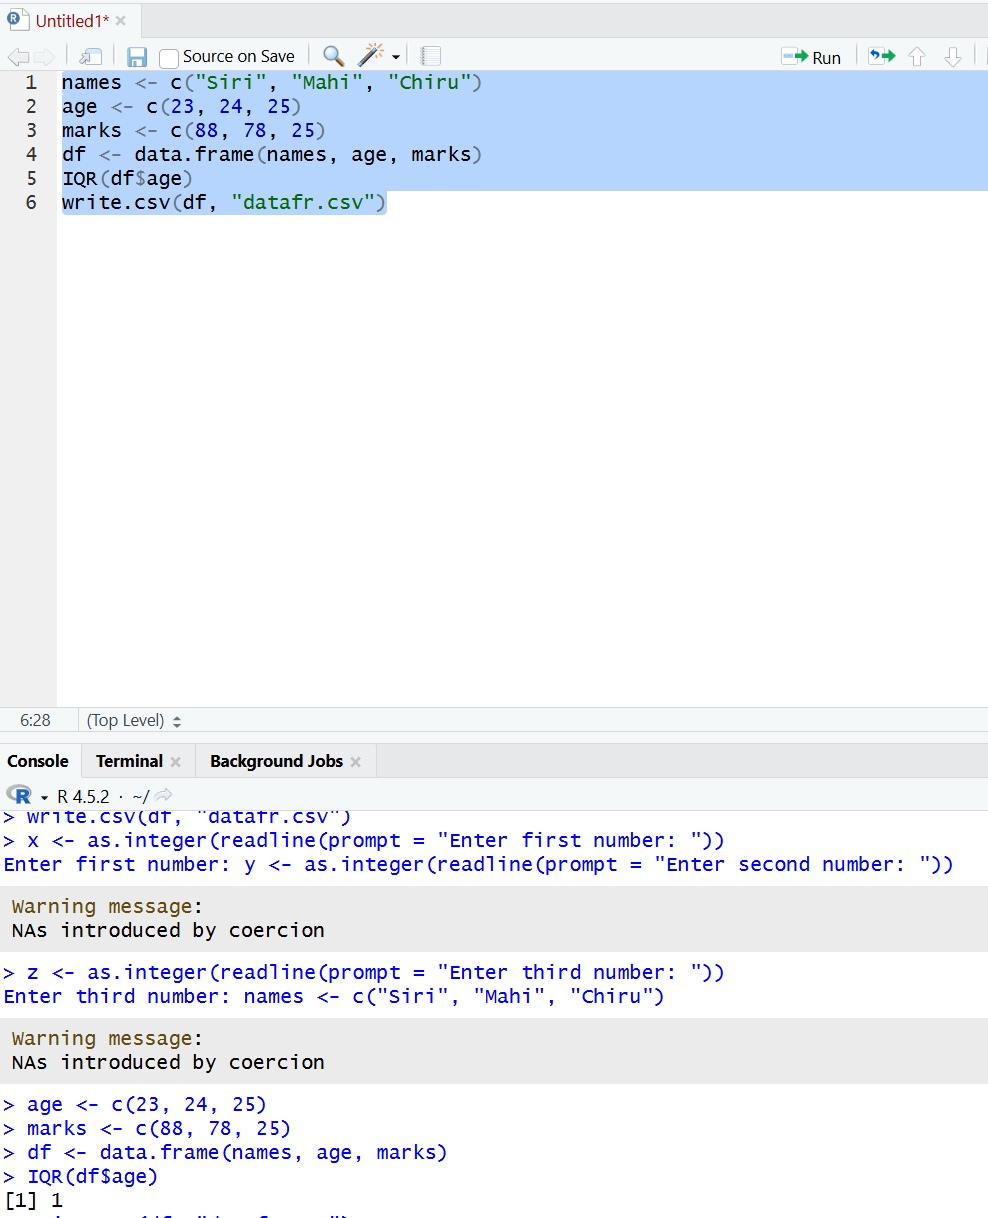 Untitled1*
Source on Save
Run
1 names <- c("Siri", "Mahi", "Chiru")
2 age <- c(23, 24, 25)
3 marks <- c(88, 78, 25)
4 df <- data.frame(names, age, marks)
5 IQR(df$age)
6 write.csv(df, "datafr.csv")
6:28 (Top Level)
Console Terminal Background Jobs
R 4.5.2 · ~/
> write.csv(df, "datafr.csv")
> x <- as.integer(readline(prompt = "Enter first number: "))
Enter first number: y <- as.integer(readline(prompt = "Enter second number: "))
Warning message:
NAs introduced by coercion
> z <- as.integer(readline(prompt = "Enter third number: "))
Enter third number: names <- c("Siri", "Mahi", "Chiru")
Warning message:
NAs introduced by coercion
> age <- c(23, 24, 25)
> marks <- c(88, 78, 25)
> df <- data.frame(names, age, marks)
> IQR(df$age)
[1] 1